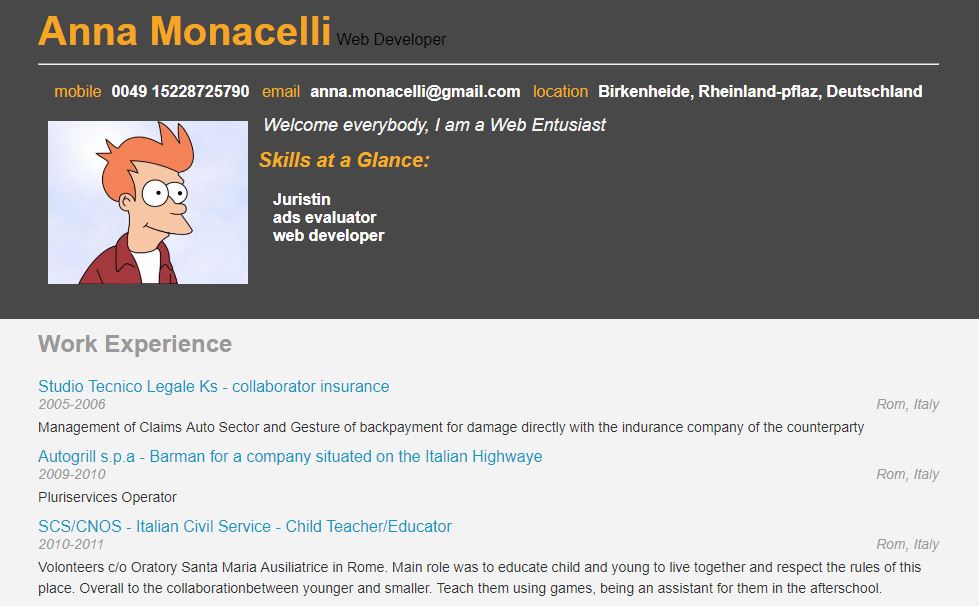 Anna Monacelli Web Developer
mobile 0049 15228725790 email anna.monacelli@gmail.com location Birkenheide, Rheinland-pflaz, Deutschland
Welcome everybody, I am a Web Entusiast
Skills at a Glance:
Juristin
ads evaluator
web developer
Work Experience
Studio Tecnico Legale Ks - collaborator insurance
2005-2006 Rom, Italy
Management of Claims Auto Sector and Gesture of backpayment for damage directly with the indurance company of the counterparty
Autogrill s.p.a - Barman for a company situated on the Italian Highwaye
2009-2010 Rom, Italy
Pluriservices Operator
SCS/CNOS - Italian Civil Service - Child Teacher/Educator
2010-2011 Rom, Italy
Volonteers c/o Oratory Santa Maria Ausiliatrice in Rome. Main role was to educate child and young to live together and respect the rules of this
place. Overall to the collaborationbetween younger and smaller. Teach them using games, being an assistant for them in the afterschool.